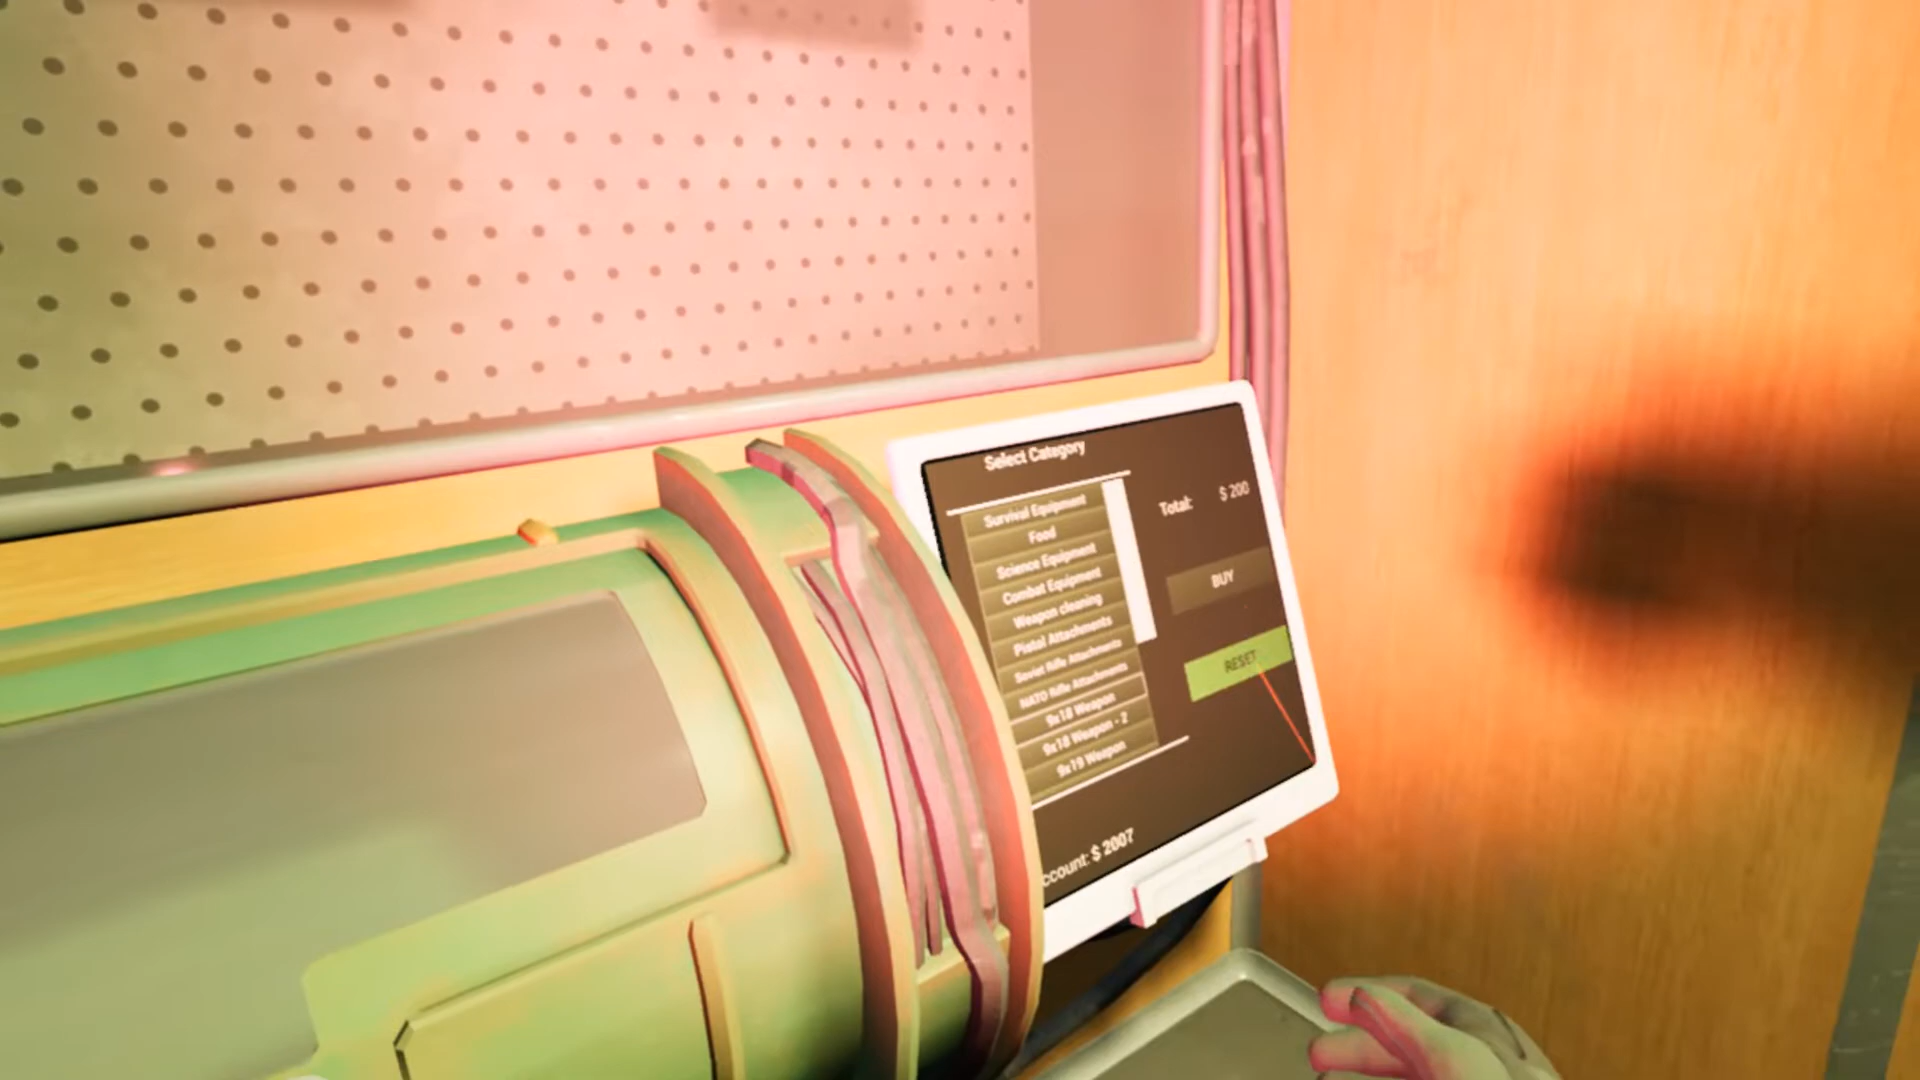 Select Category
Survival Equipment
Food
Science Equipment
Combat Equipment
Weapon cleaning
Pistol Attachments
Soviet Rifle Attachments
NATO Rifle Attachments
9x18 Weapon
9x18 Weapon - 2
9x19 Weapon
Total: $ 200
BUY
RESET
ccount: $ 2007